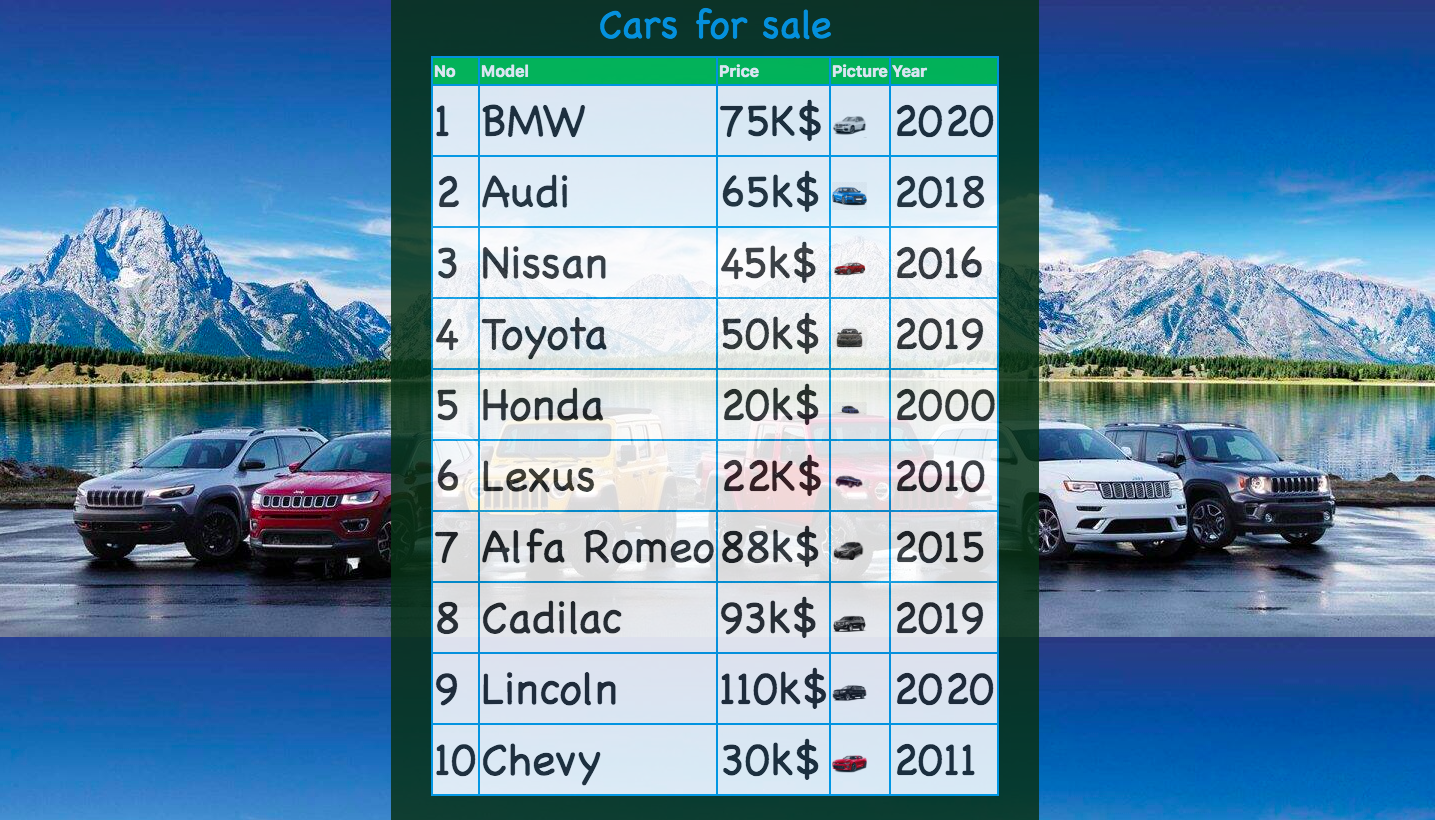 Cars for sale
No Model Price Picture Year
1 BMW 75K$ 2020
2 Audi 65k$ 2018
3 Nissan 45k$ 2016
4 Toyota 50k$ 2019
5 Honda 20k$ 2000
6 Lexus 22K$ 2010
7 Alfa Romeo 88k$ 2015
8 Cadilac 93k$ 2019
9 Lincoln 110k$ 2020
10 Chevy 30k$ 2011